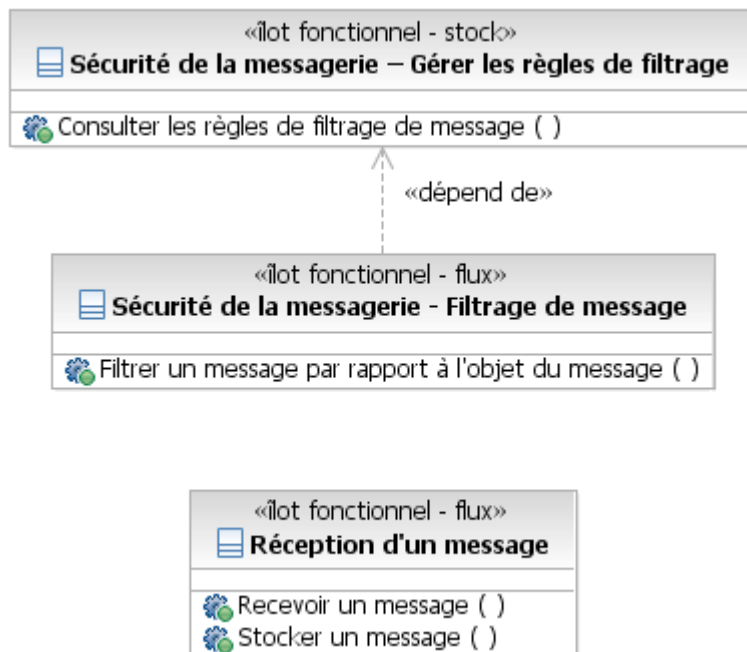 «îlot fonctionnel - stock»
Sécurité de la messagerie – Gérer les règles de filtrage
Consulter les règles de filtrage de message ( )
«dépend de»
«îlot fonctionnel - flux»
Sécurité de la messagerie - Filtrage de message
Filtrer un message par rapport à l'objet du message ( )
«îlot fonctionnel - flux»
Réception d'un message
Recevoir un message ( )
Stocker un message ( )